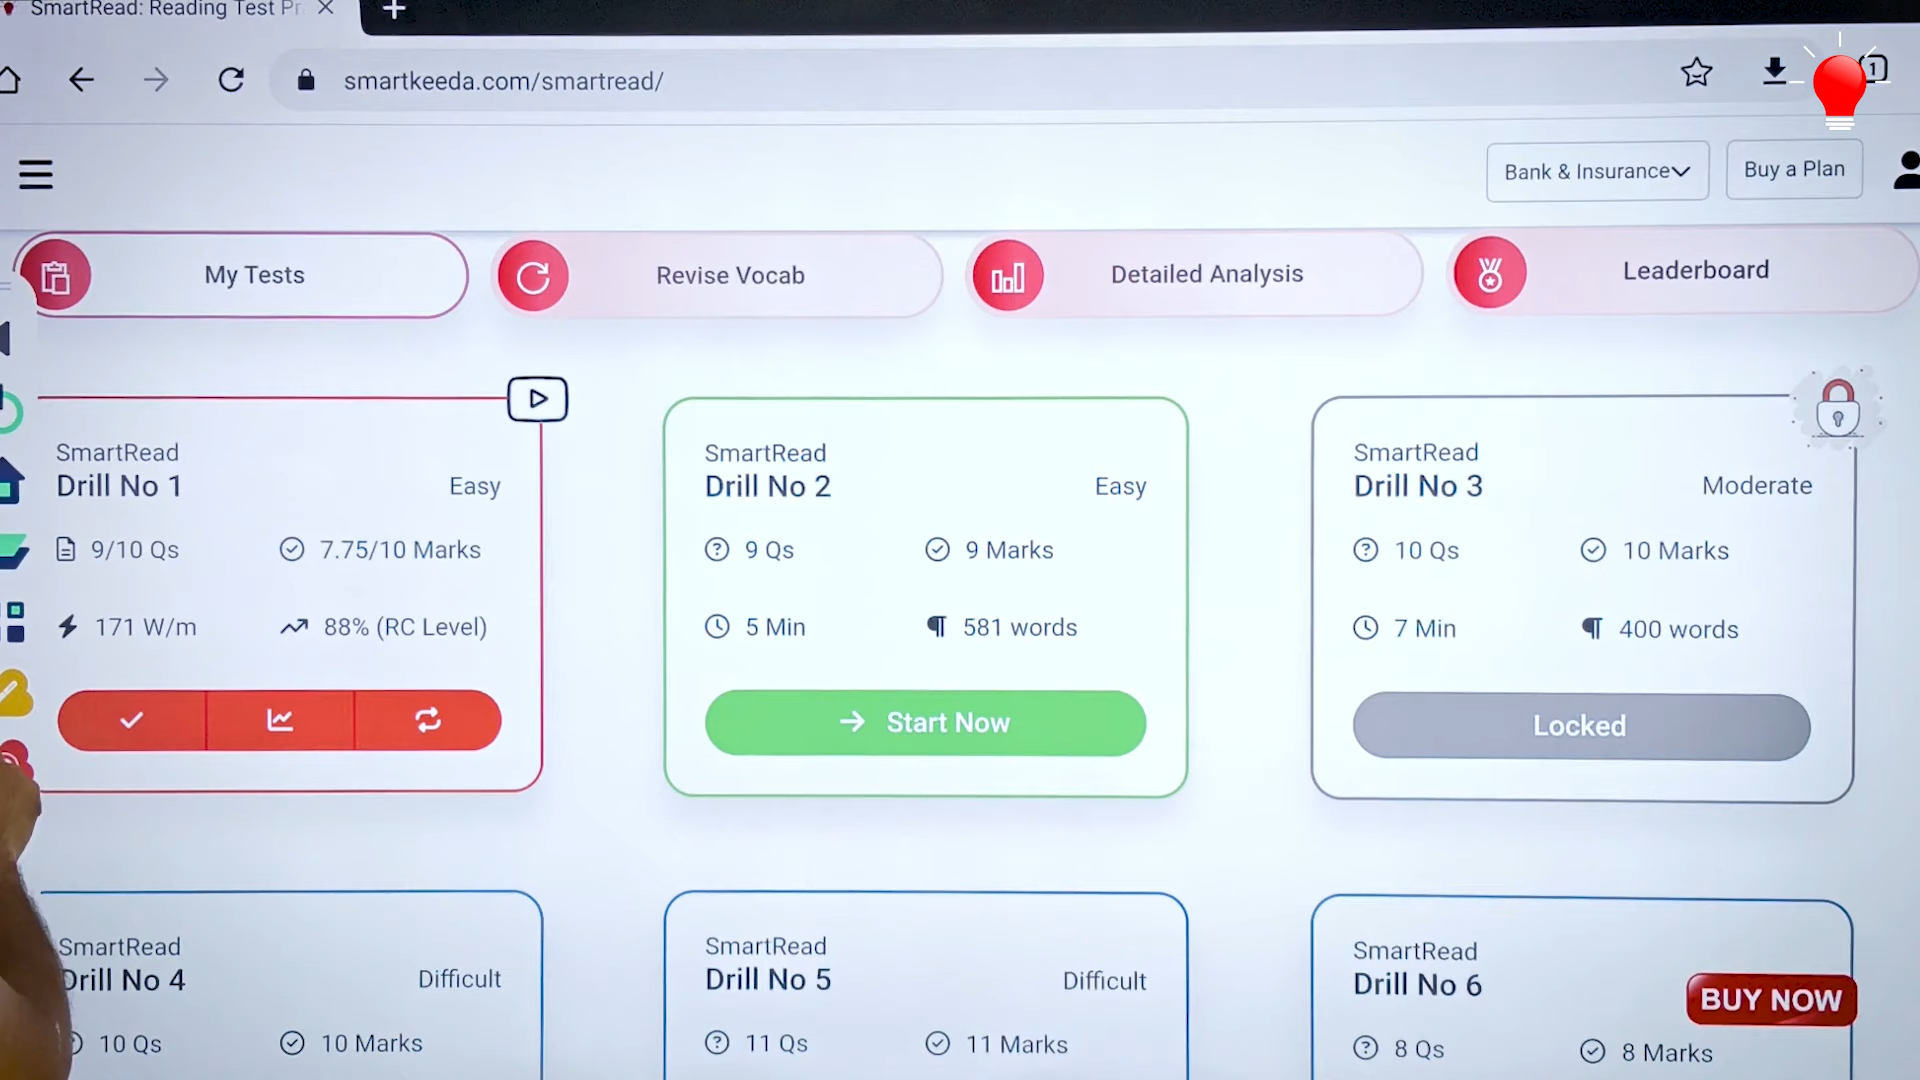 SmartRead: Reading Test Pr
smartkeeda.com/smartread/
1
Bank & Insurance
Buy a Plan
My Tests
Revise Vocab
Detailed Analysis
Leaderboard
SmartRead
Drill No 1
Easy
9/10 Qs
7.75/10 Marks
171 W/m
88% (RC Level)
SmartRead
Drill No 2
Easy
9 Qs
9 Marks
5 Min
581 words
Start Now
SmartRead
Drill No 3
Moderate
10 Qs
10 Marks
7 Min
400 words
Locked
SmartRead
Drill No 4
Difficult
10 Qs
10 Marks
SmartRead
Drill No 5
Difficult
11 Qs
11 Marks
SmartRead
Drill No 6
BUY NOW
8 Qs
8 Marks